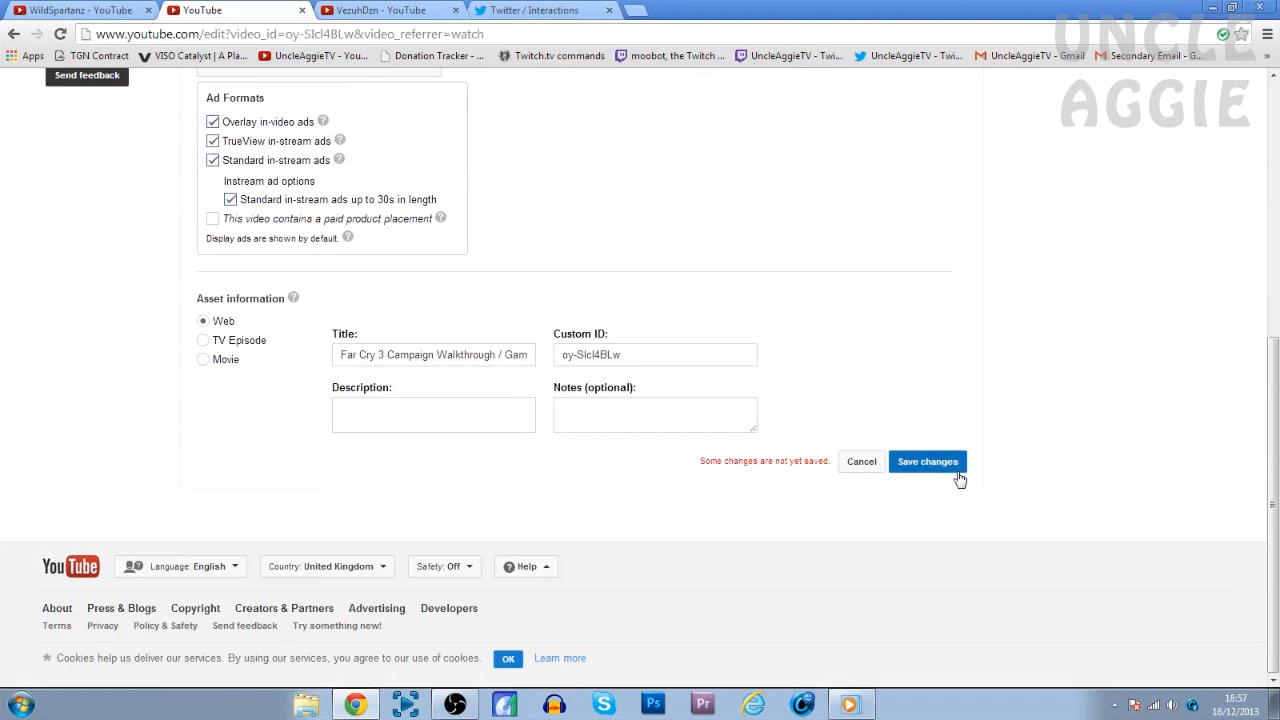 WildSpartanz - YouTube
YouTube
VezuhDzn - YouTube
Twitter / Interactions
www.youtube.com/edit?video_id=oy-SIcl4BLw&video_referrer=watch
Apps
TGN Contract
VISO Catalyst | A Pla...
UncleAggieTV - You...
Donation Tracker - ...
Twitch.tv commands
moobot, the Twitch ...
UncleAggieTV - Twi...
UncleAggieTV - Twi...
UncleAggieTV - Gmail
Secondary Email - G...
»
UNCLE
AGGIE
Send feedback
Ad Formats
Overlay in-video ads ?
TrueView in-stream ads ?
Standard in-stream ads ?
Instream ad options
Standard in-stream ads up to 30s in length
This video contains a paid product placement ?
Display ads are shown by default. ?
Asset information ?
Web
TV Episode
Movie
Title:
Far Cry 3 Campaign Walkthrough / Gam
Custom ID:
oy-SIcl4BLw
Description:
Notes (optional):
Some changes are not yet saved.
Cancel
Save changes
YouTube
Language: English
Country: United Kingdom
Safety: Off
Help
About
Press & Blogs
Copyright
Creators & Partners
Advertising
Developers
Terms
Privacy
Policy & Safety
Send feedback
Try something new!
Cookies help us deliver our services. By using our services, you agree to our use of cookies.
OK
Learn more
Ps
Pr
18:57
16/12/2013